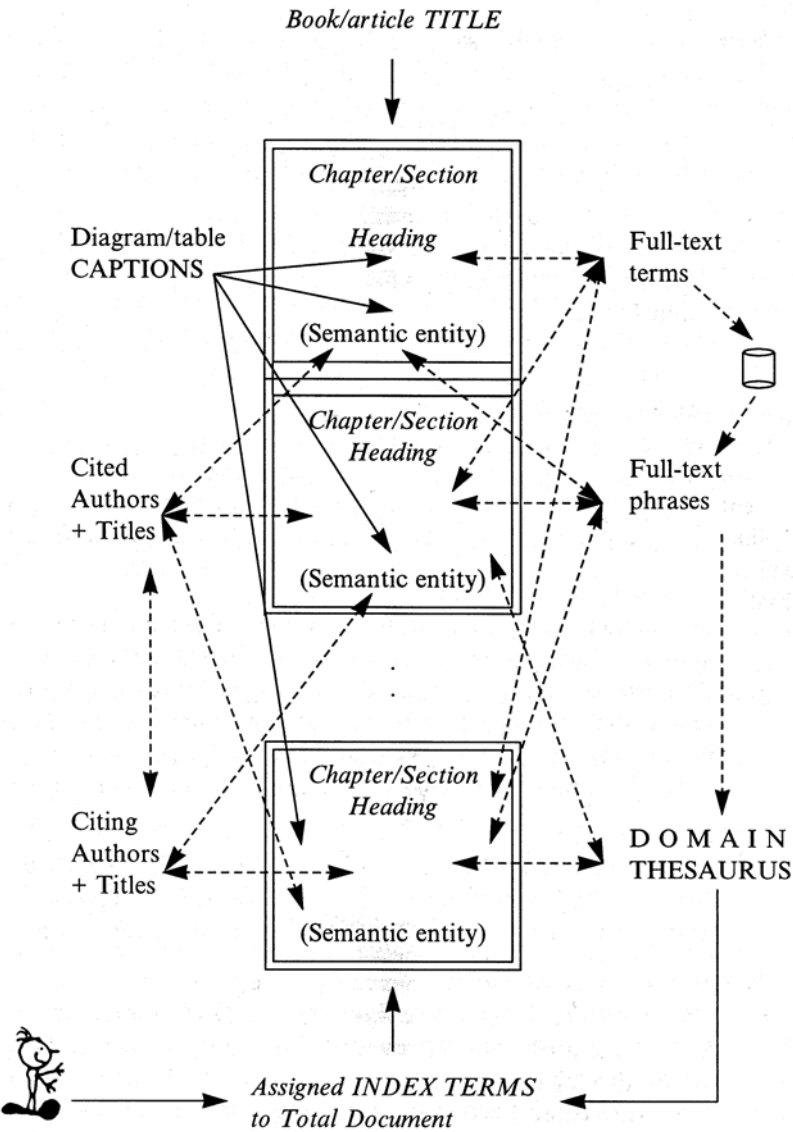 Book/article TITLE
Chapter/Section
Heading
(Semantic entity)
Diagram/table
CAPTIONS
Full-text
terms
Chapter/Section
Heading
(Semantic entity)
Cited
Authors
+ Titles
Full-text
phrases
.
.
Chapter/Section
Heading
(Semantic entity)
Citing
Authors
+ Titles
DOMAIN
THESAURUS
Assigned INDEX TERMS
to Total Document